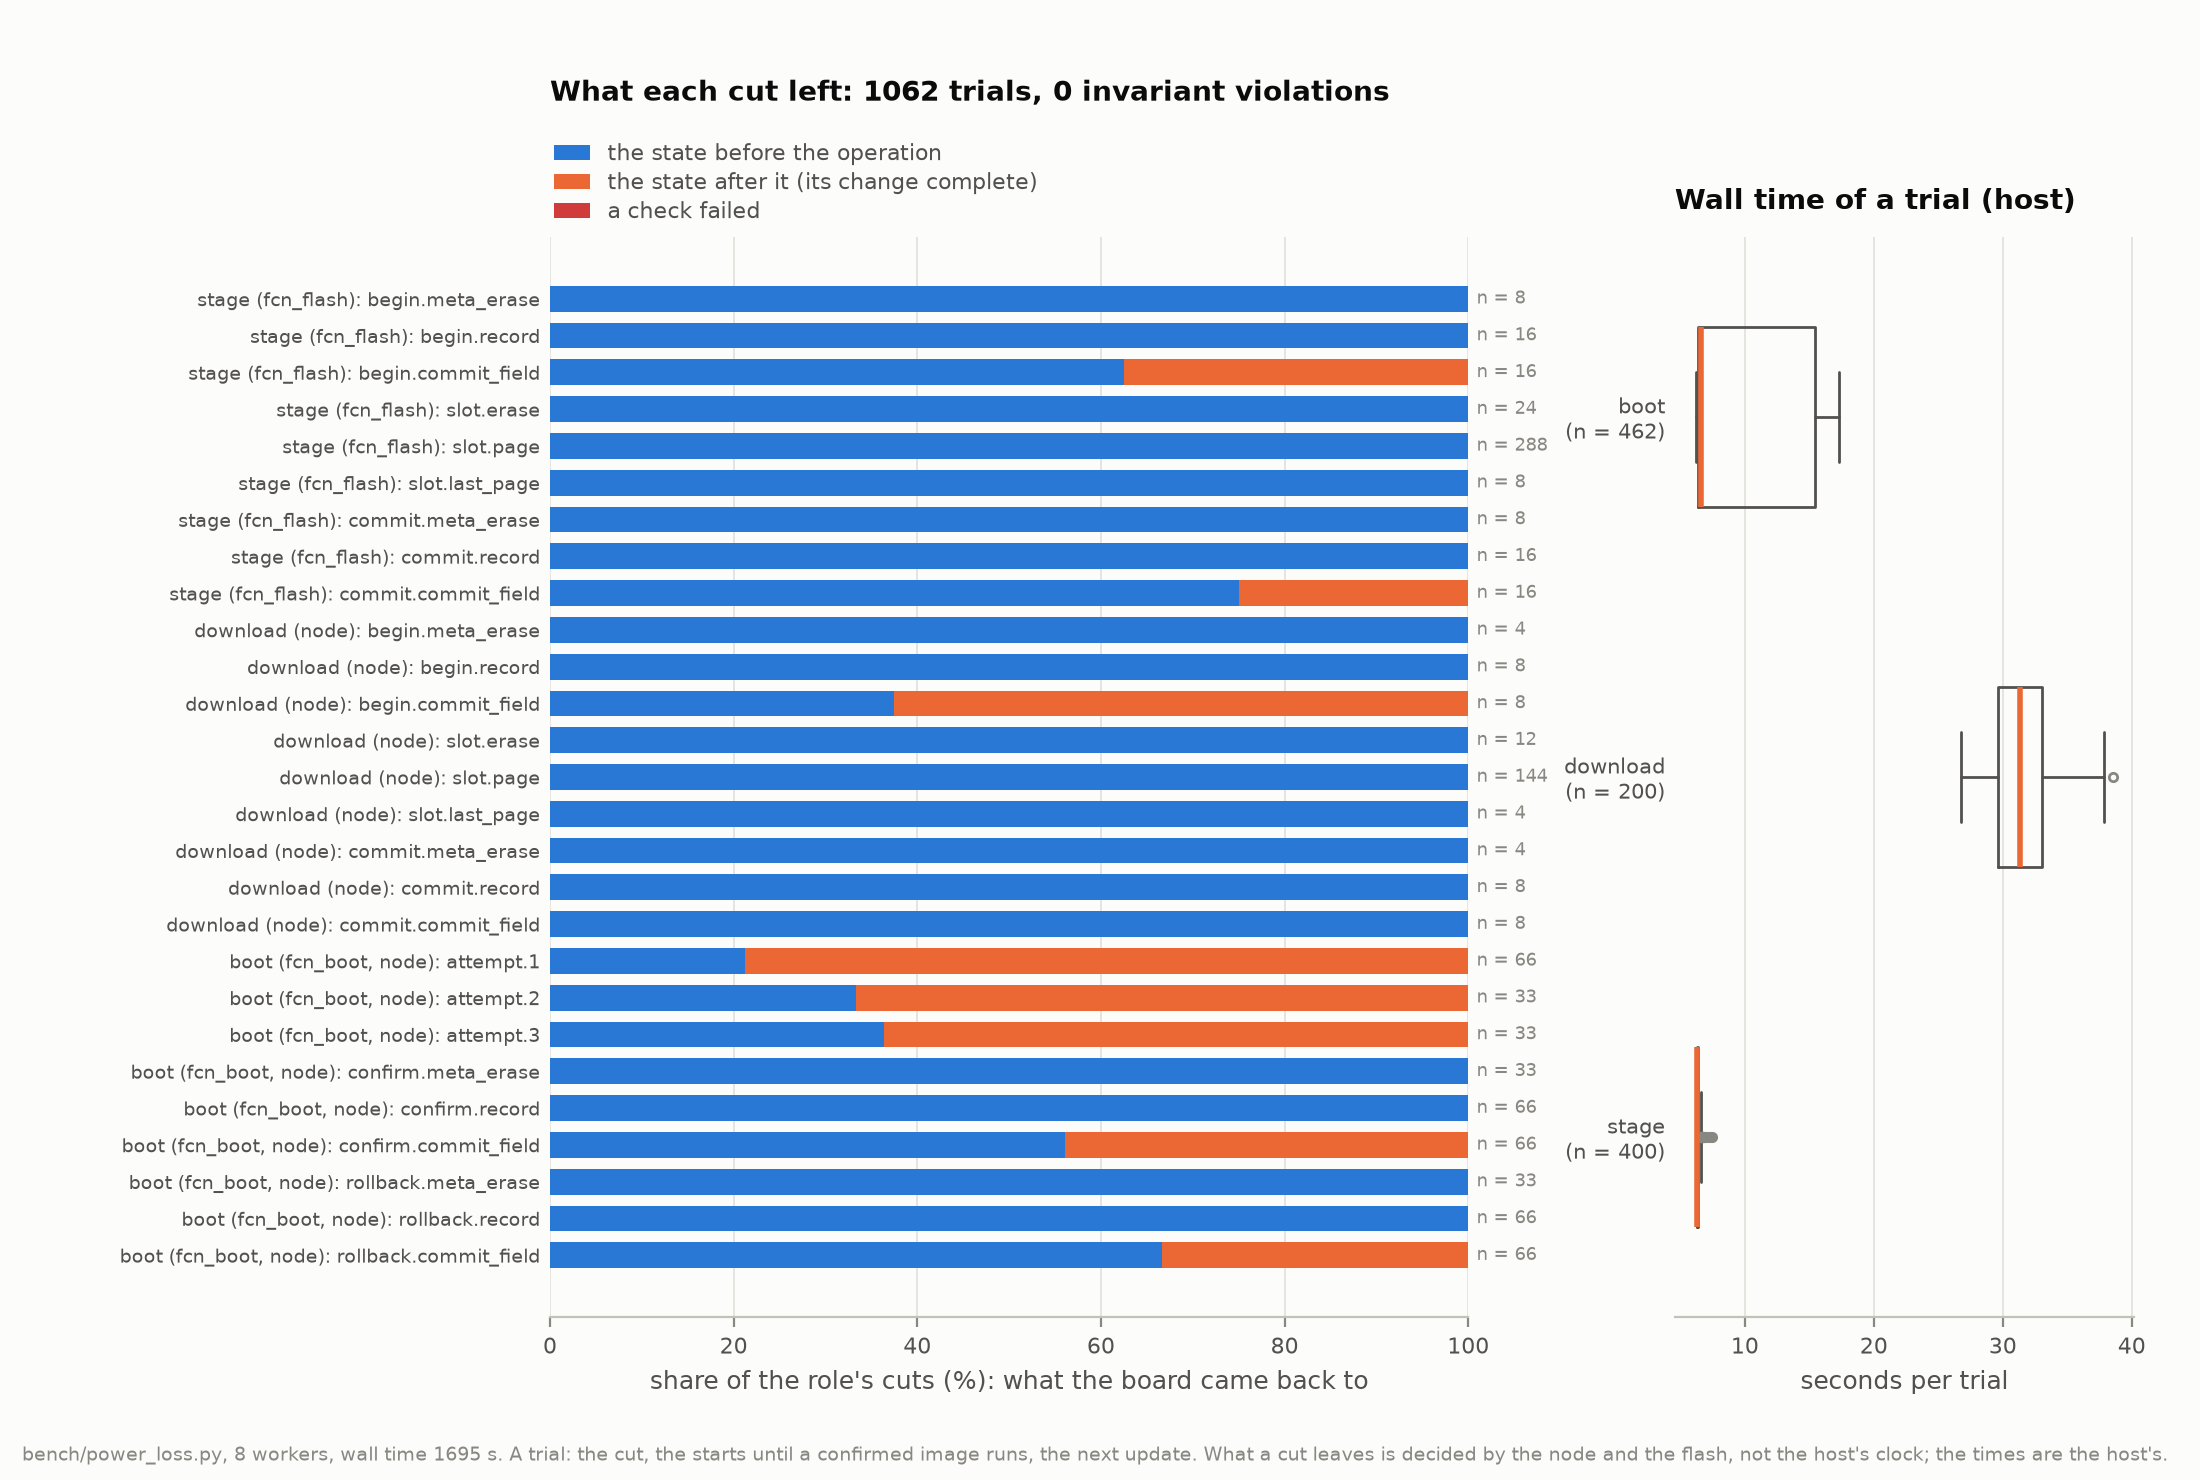 What each cut left: 1062 trials, 0 invariant violations
the state before the operation
the state after it (its change complete)
a check failed
stage (fcn_flash): begin.meta_erase n = 8
stage (fcn_flash): begin.record n = 16
stage (fcn_flash): begin.commit_field n = 16
stage (fcn_flash): slot.erase n = 24
stage (fcn_flash): slot.page n = 288
stage (fcn_flash): slot.last_page n = 8
stage (fcn_flash): commit.meta_erase n = 8
stage (fcn_flash): commit.record n = 16
stage (fcn_flash): commit.commit_field n = 16
download (node): begin.meta_erase n = 4
download (node): begin.record n = 8
download (node): begin.commit_field n = 8
download (node): slot.erase n = 12
download (node): slot.page n = 144
download (node): slot.last_page n = 4
download (node): commit.meta_erase n = 4
download (node): commit.record n = 8
download (node): commit.commit_field n = 8
boot (fcn_boot, node): attempt.1 n = 66
boot (fcn_boot, node): attempt.2 n = 33
boot (fcn_boot, node): attempt.3 n = 33
boot (fcn_boot, node): confirm.meta_erase n = 33
boot (fcn_boot, node): confirm.record n = 66
boot (fcn_boot, node): confirm.commit_field n = 66
boot (fcn_boot, node): rollback.meta_erase n = 33
boot (fcn_boot, node): rollback.record n = 66
boot (fcn_boot, node): rollback.commit_field n = 66
0 20 40 60 80 100
share of the role's cuts (%): what the board came back to
Wall time of a trial (host)
boot
(n = 462)
download
(n = 200)
stage
(n = 400)
10 20 30 40
seconds per trial
bench/power_loss.py, 8 workers, wall time 1695 s. A trial: the cut, the starts until a confirmed image runs, the next update. What a cut leaves is decided by the node and the flash, not the host's clock; the times are the host's.